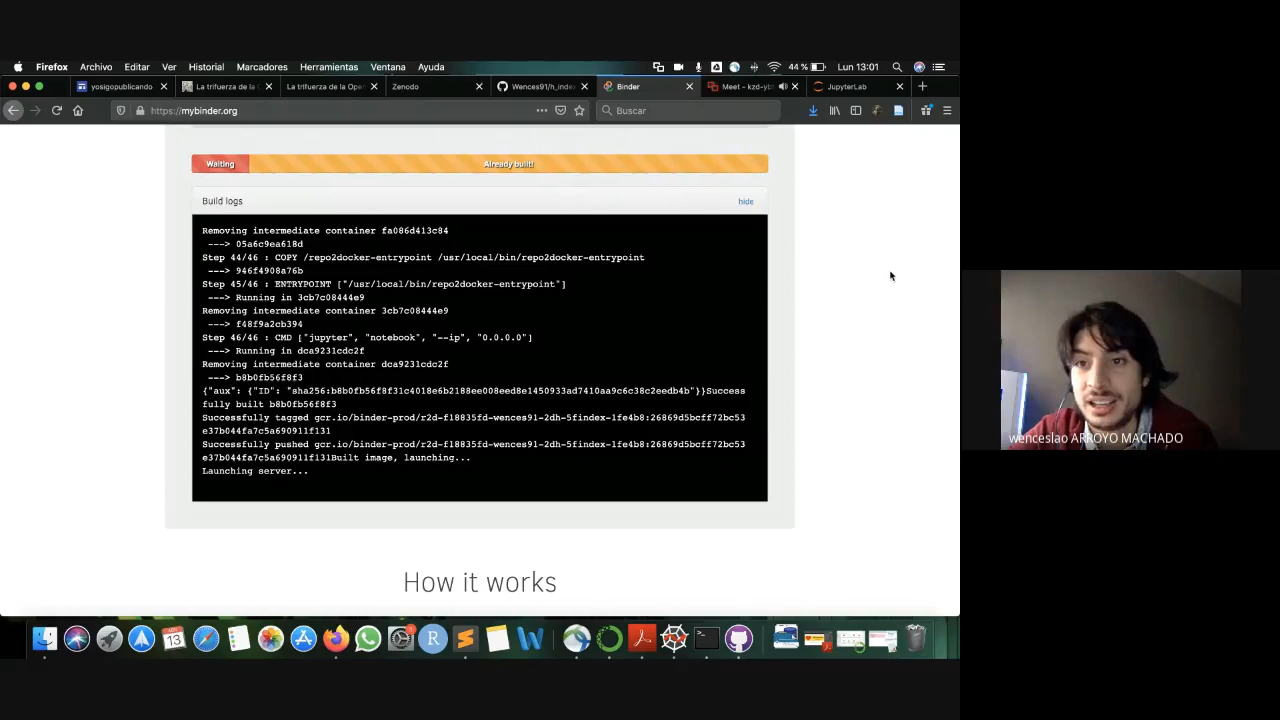 Firefox Archivo Editar Ver Historial Marcadores Herramientas Ventana Ayuda 44 % Lun 13:01
yosigopublicando La trifuerza de la C La trifuerza de la Ope Zenodo Wences91/h_index Binder Meet - kzd-yb JupyterLab
https://mybinder.org Buscar
Waiting Already built!
Build logs hide
Removing intermediate container fa086d413c84
---> 05a6c9ea618d
Step 44/46 : COPY /repo2docker-entrypoint /usr/local/bin/repo2docker-entrypoint
---> 946f4908a76b
Step 45/46 : ENTRYPOINT ["/usr/local/bin/repo2docker-entrypoint"]
---> Running in 3cb7c08444e9
Removing intermediate container 3cb7c08444e9
---> f48f9a2cb394
Step 46/46 : CMD ["jupyter", "notebook", "--ip", "0.0.0.0"]
---> Running in dca9231cdc2f
Removing intermediate container dca9231cdc2f
---> b8b0fb56f8f3
{"aux": {"ID": "sha256:b8b0fb56f8f31c4018e6b2188ee008eed8e1450933ad7410aa9c6c38c2eedb4b"}}Success
fully built b8b0fb56f8f3
Successfully tagged gcr.io/binder-prod/r2d-f18835fd-wences91-2dh-5findex-1fe4b8:26869d5bcff72bc53
e37b044fa7c5a690911f131
Successfully pushed gcr.io/binder-prod/r2d-f18835fd-wences91-2dh-5findex-1fe4b8:26869d5bcff72bc53
e37b044fa7c5a690911f131Built image, launching...
Launching server...
wenceslao ARROYO MACHADO
How it works
13